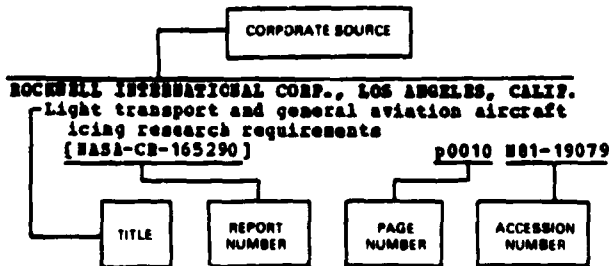 CORPORATE SOURCE
ROCKWELL INTERNATIONAL CORP., LOS ANGELES, CALIF.
Light transport and general aviation aircraft
icing research requirements
[NASA-CR-165290] p0010 N81-19079
TITLE
REPORT NUMBER
PAGE NUMBER
ACCESSION NUMBER